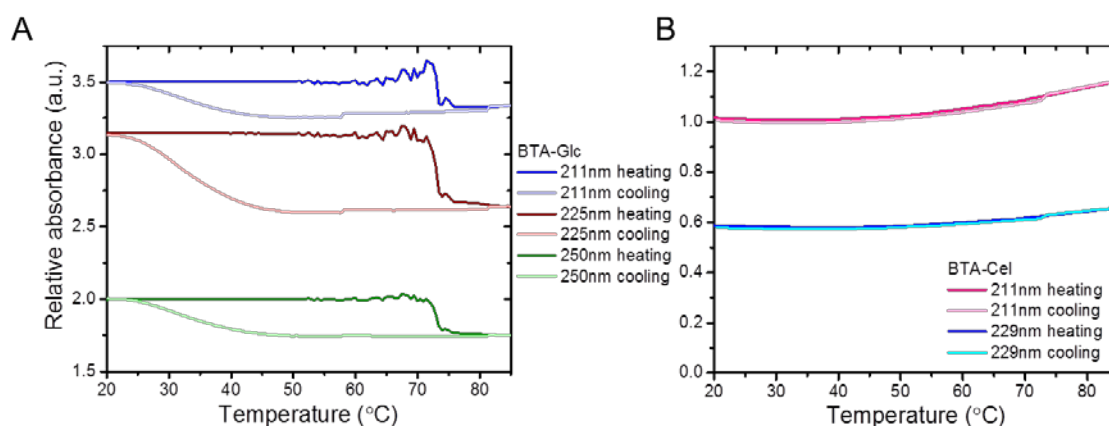 A
Relative absorbance (a.u.)
3.5
3.0
2.5
2.0
1.5
20 30 40 50 60 70 80
Temperature (°C)
BTA-Glc
211nm heating
211nm cooling
225nm heating
225nm cooling
250nm heating
250nm cooling
B
1.2
1.0
0.8
0.6
0.4
0.2
0.0
20 30 40 50 60 70 80
Temperature (°C)
BTA-Cel
211nm heating
211nm cooling
229nm heating
229nm cooling